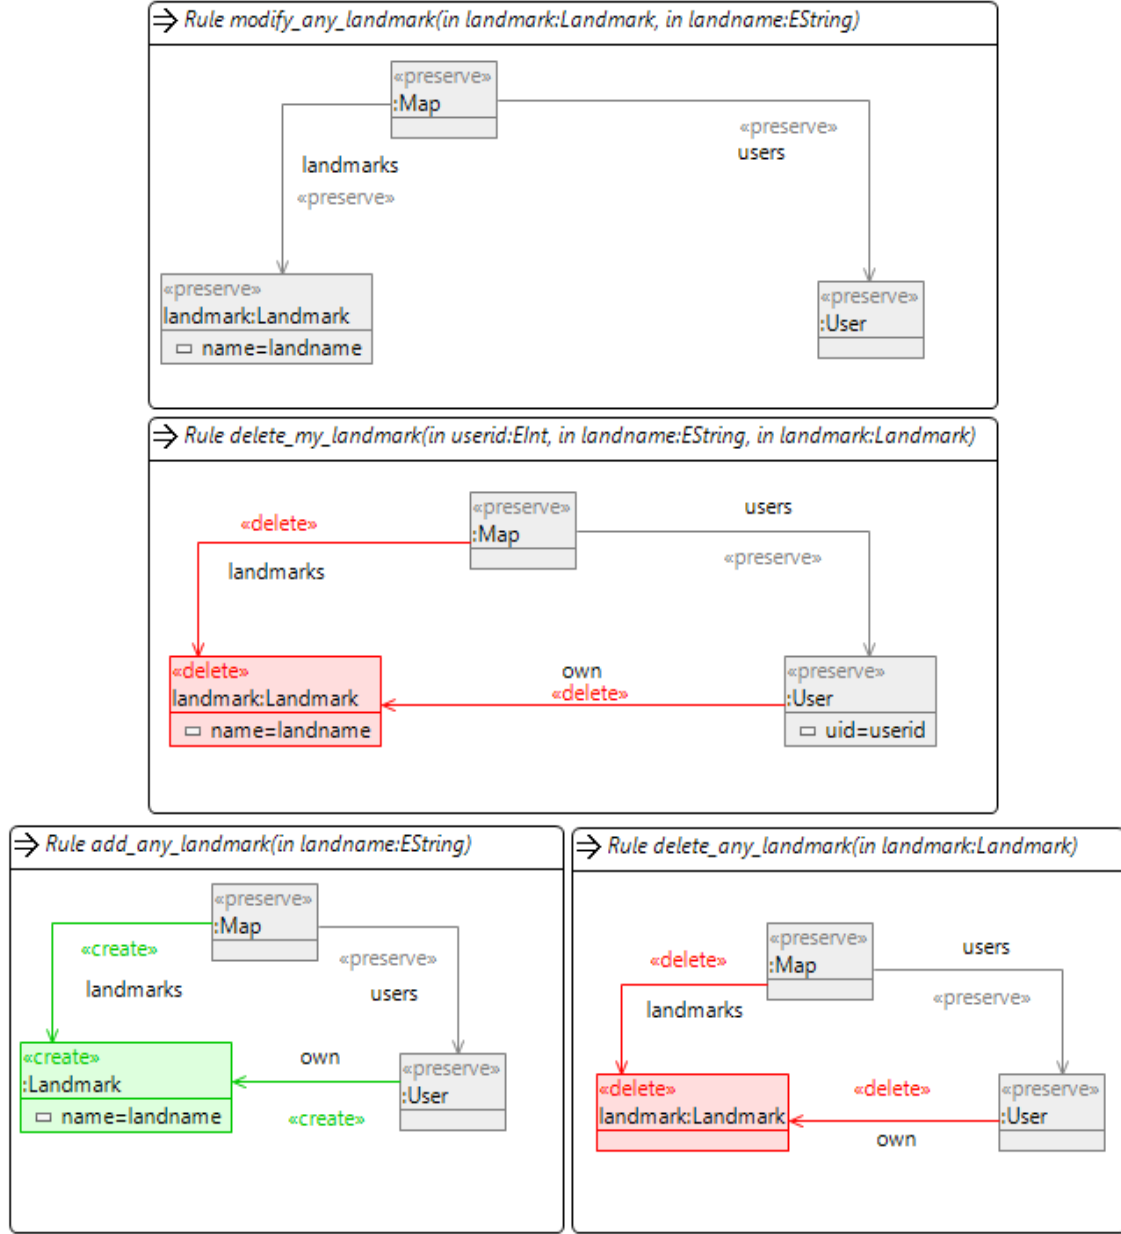 Rule modify_any_landmark(in landmark:Landmark, in landname:EString)
«preserve»
:Map
«preserve»
users
landmarks
«preserve»
«preserve»
landmark:Landmark
name=landname
«preserve»
:User
Rule delete_my_landmark(in userid:EInt, in landname:EString, in landmark:Landmark)
«preserve»
:Map
users
«delete»
«preserve»
landmarks
«delete»
landmark:Landmark
name=landname
own
«delete»
«preserve»
:User
uid=userid
Rule add_any_landmark(in landname:EString)
«preserve»
:Map
«create»
landmarks
«preserve»
users
«create»
:Landmark
name=landname
own
«create»
«preserve»
:User
Rule delete_any_landmark(in landmark:Landmark)
«preserve»
:Map
users
«delete»
«preserve»
landmarks
«delete»
landmark:Landmark
«delete»
own
«preserve»
:User